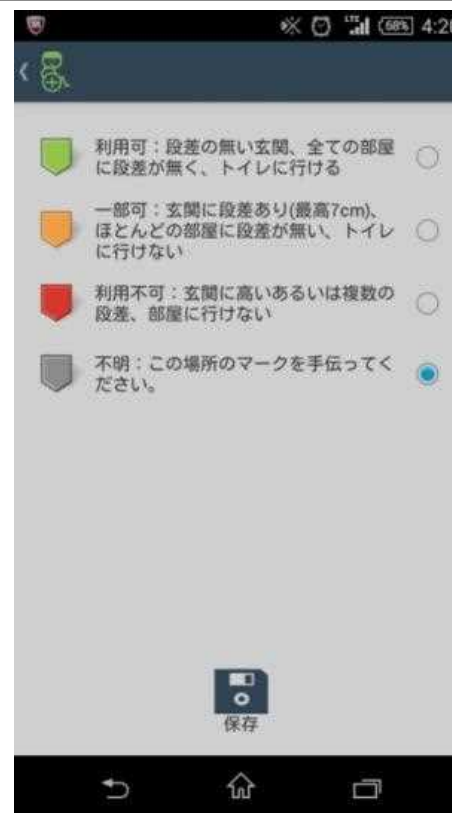 LTE 68% 4:20
利用可：段差の無い玄関、全ての部屋
に段差が無く、トイレに行ける
一部可：玄関に段差あり(最高7cm)、
ほとんどの部屋に段差が無い、トイレ
に行けない
利用不可：玄関に高いあるいは複数の
段差、部屋に行けない
不明：この場所のマークを手伝ってく
ださい。
保存